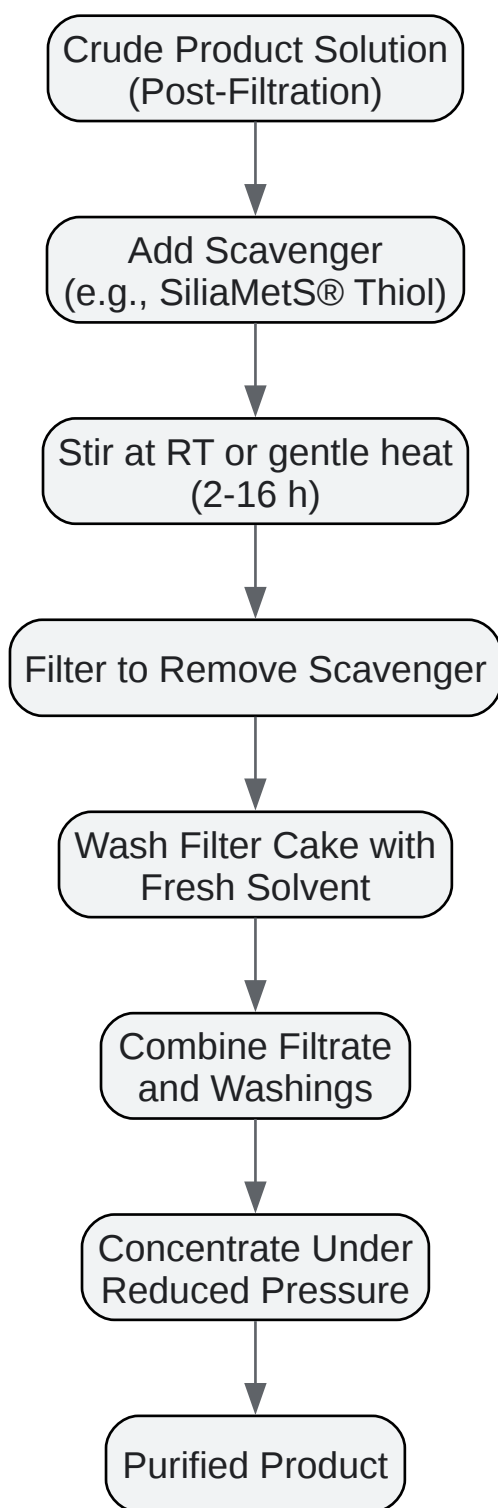 Crude Product Solution
(Post-Filtration)
Add Scavenger
(e.g., SiliaMetS® Thiol)
Stir at RT or gentle heat
(2-16 h)
Filter to Remove Scavenger
Wash Filter Cake with
Fresh Solvent
Combine Filtrate
and Washings
Concentrate Under
Reduced Pressure
Purified Product